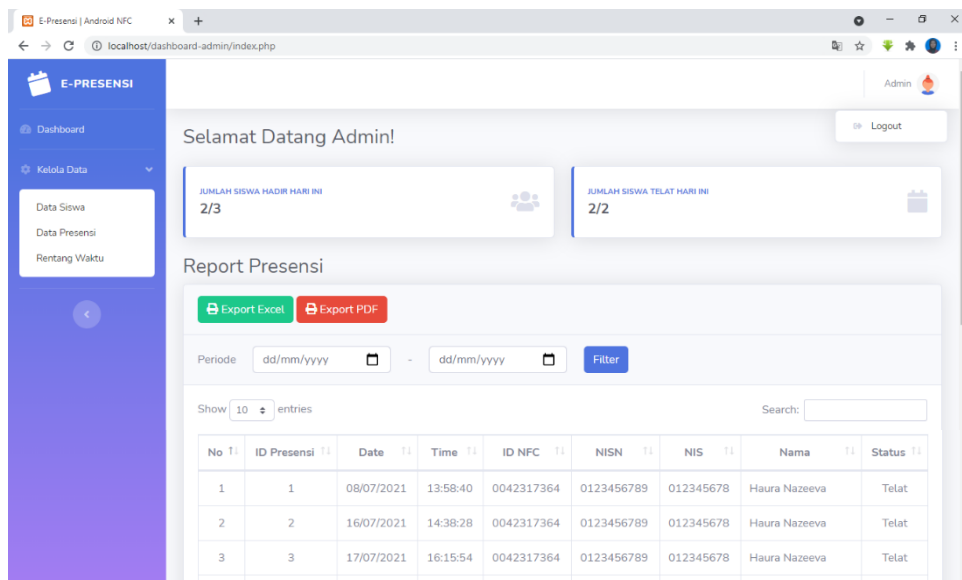 E-Presensi | Android NFC
localhost/dashboard-admin/index.php
E-PRESENSI
Admin
Logout
Dashboard
Kelola Data
Data Siswa
Data Presensi
Rentang Waktu
Selamat Datang Admin!
JUMLAH SISWA HADIR HARI INI
2/3
JUMLAH SISWA TELAT HARI INI
2/2
Report Presensi
Export Excel Export PDF
Periode dd/mm/yyyy - dd/mm/yyyy Filter
Show 10 entries Search:
No ID Presensi Date Time ID NFC NISN NIS Nama Status
1 1 08/07/2021 13:58:40 0042317364 0123456789 012345678 Haura Nazeeva Telat
2 2 16/07/2021 14:38:28 0042317364 0123456789 012345678 Haura Nazeeva Telat
3 3 17/07/2021 16:15:54 0042317364 0123456789 012345678 Haura Nazeeva Telat